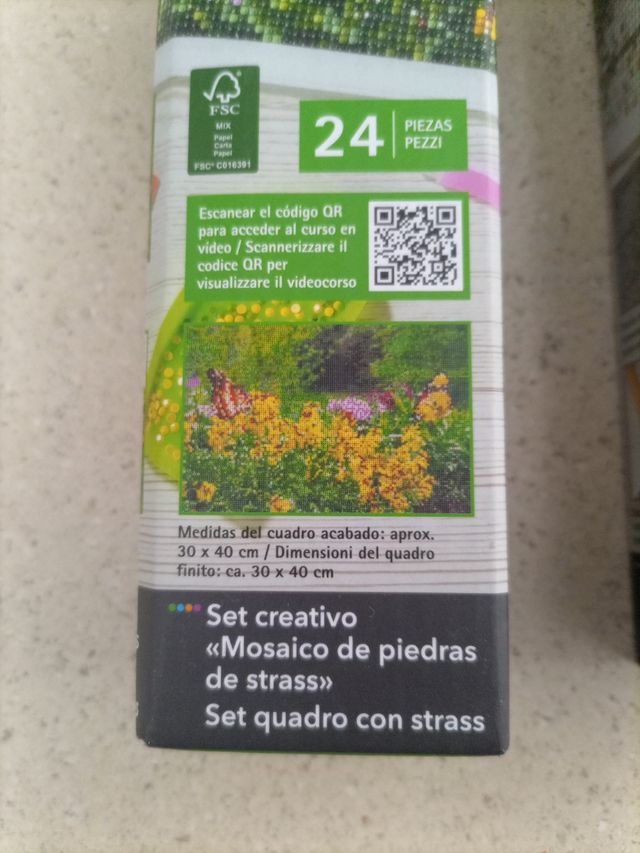 FSC
MIX
Papel
Carta
Papel
FSC® C016391
24 PIEZAS
PEZZI
Escanear el código QR
para acceder al curso en
vídeo / Scannerizzare il
codice QR per
visualizzare il videocorso
Medidas del cuadro acabado: aprox.
30 x 40 cm / Dimensioni del quadro
finito: ca. 30 x 40 cm
Set creativo
«Mosaico de piedras
de strass»
Set quadro con strass